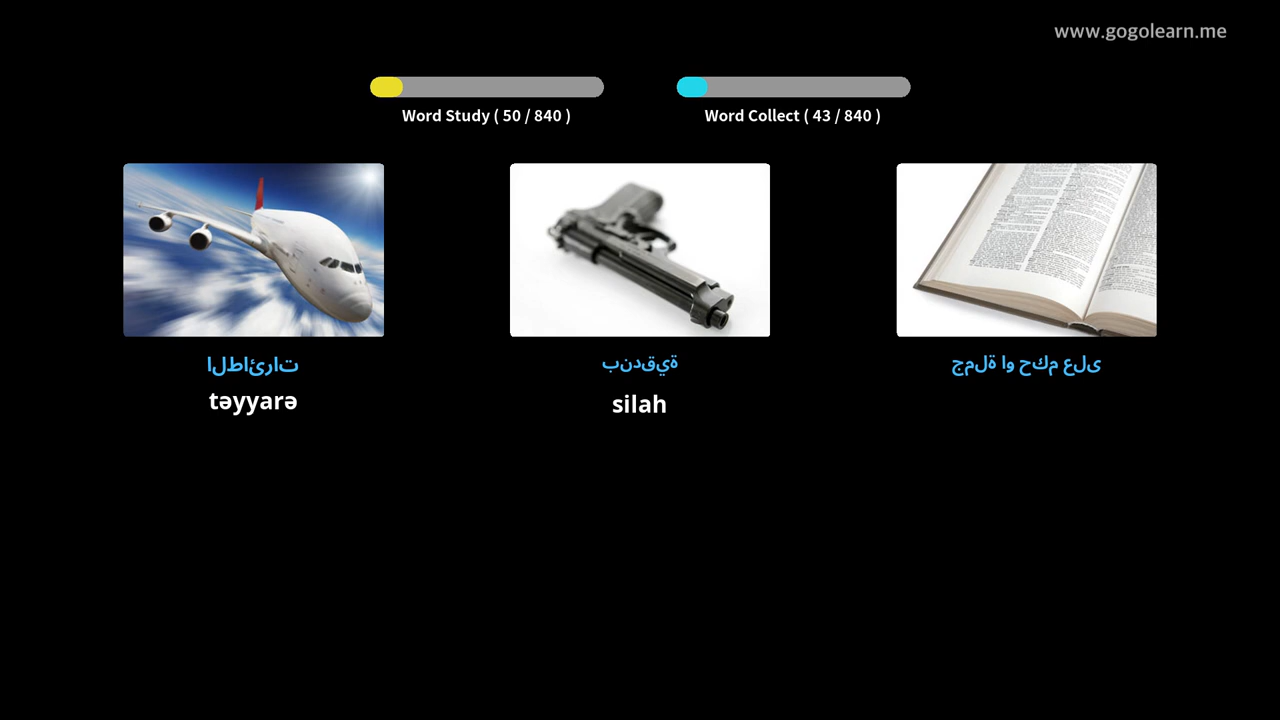 www.gogolearn.me
Word Study ( 50 / 840 )
Word Collect ( 43 / 840 )
الطائرات
təyyarə
بندقية
silah
جملة او حكم على